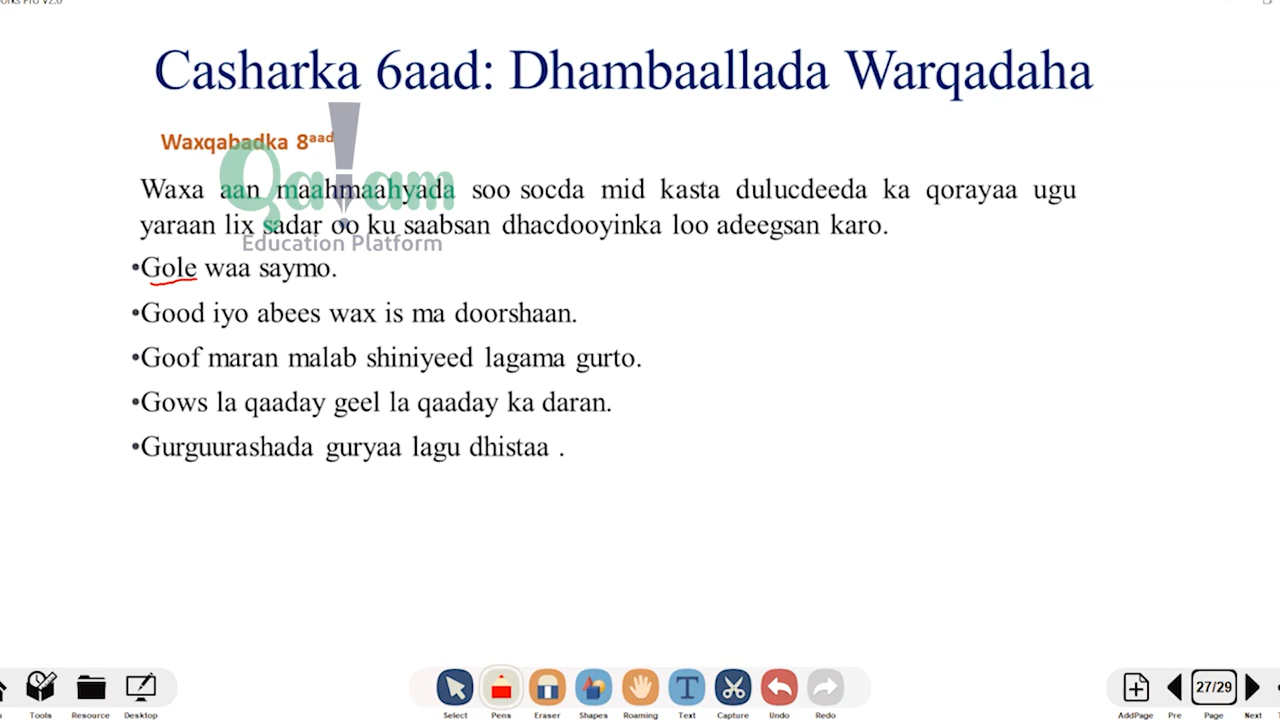 Casharka 6aad: Dhambaallada Warqadaha
Waxqabadka 8aad
Qalam
Education Platform
Waxa aan maahmaahyada soo socda mid kasta dulucdeeda ka qorayaa ugu
yaraan lix sadar oo ku saabsan dhacdooyinka loo adeegsan karo.
•Gole waa saymo.
•Good iyo abees wax is ma doorshaan.
•Goof maran malab shiniyeed lagama gurto.
•Gows la qaaday geel la qaaday ka daran.
•Gurguurashada guryaa lagu dhistaa .
Tools Resource Desktop Select Pens Eraser Shapes Roaming Text Capture Undo Redo AddPage Pre 27/29 Page Next